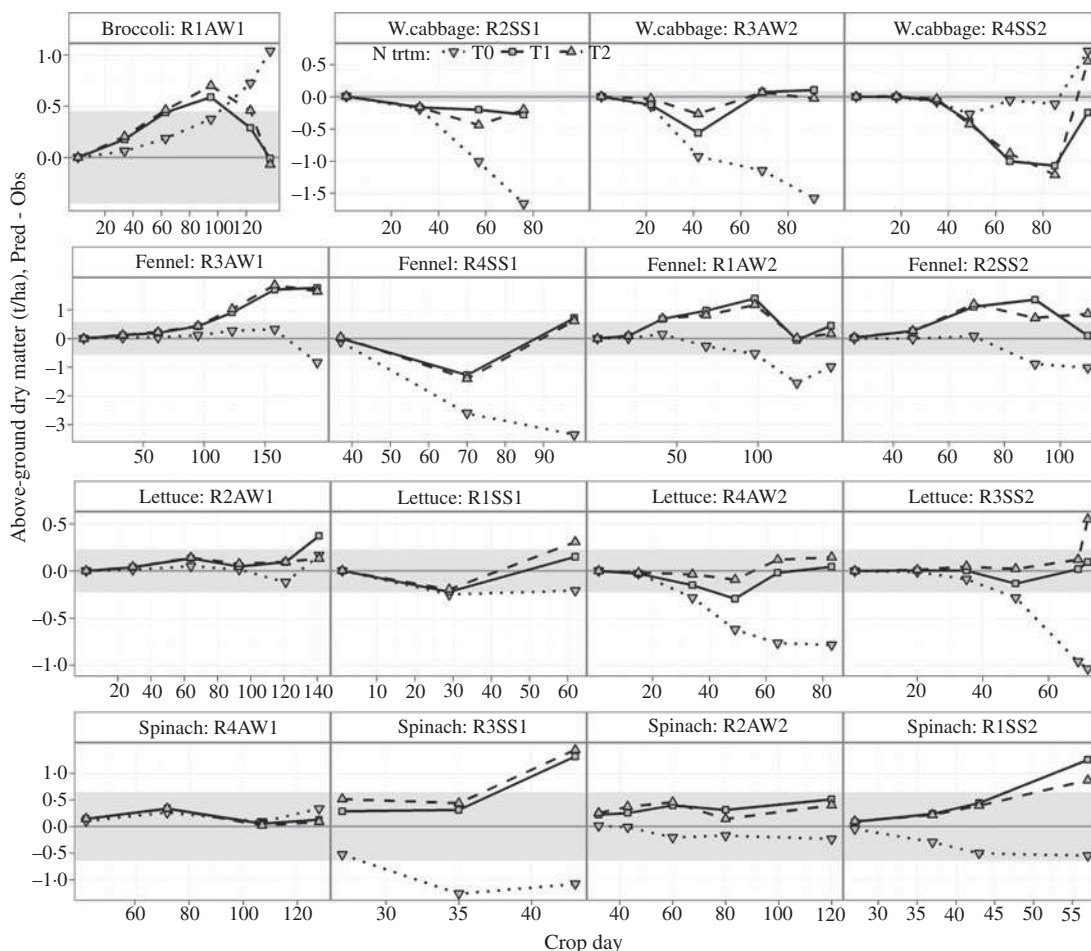 Broccoli: R1AW1
W.cabbage: R2SS1
W.cabbage: R3AW2
W.cabbage: R4SS2
N trtm: T0 T1 T2
1·0
0·5
0·0
20 40 60 80 100 120
0·5
0·0
–0·5
–1·0
–1·5
20 40 60 80
20 40 60 80
20 40 60 80
Fennel: R3AW1
Fennel: R4SS1
Fennel: R1AW2
Fennel: R2SS2
1
0
–1
–2
–3
50 100 150
40 50 60 70 80 90
50 100
40 60 80 100
Lettuce: R2AW1
Lettuce: R1SS1
Lettuce: R4AW2
Lettuce: R3SS2
0·5
0·0
–0·5
–1·0
20 40 60 80 100 120 140
10 20 30 40 50 60
20 40 60 80
20 40 60
Spinach: R4AW1
Spinach: R3SS1
Spinach: R2AW2
Spinach: R1SS2
1·0
0·5
0·0
–0·5
–1·0
60 80 100 120
30 35 40
40 60 80 100 120
30 35 40 45 50 55
Above-ground dry matter (t/ha), Pred - Obs
Crop day